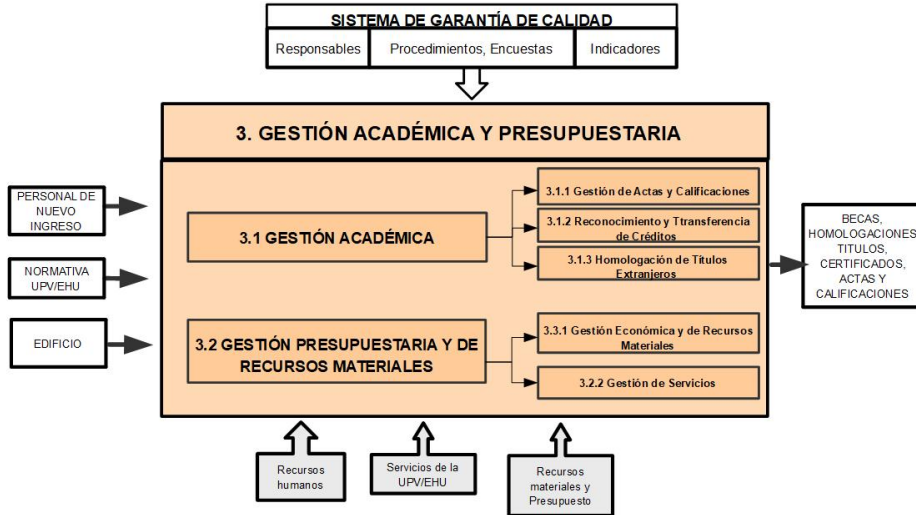 SISTEMA DE GARANTÍA DE CALIDAD
Responsables
Procedimientos, Encuestas
Indicadores
3. GESTIÓN ACADÉMICA Y PRESUPUESTARIA
PERSONAL DE
NUEVO
INGRESO
NORMATIVA
UPV/EHU
EDIFICIO
3.1 GESTIÓN ACADÉMICA
3.1.1 Gestión de Actas y Calificaciones
3.1.2 Reconocimiento y Ttransferencia
de Créditos
3.1.3 Homologación de Títulos
Extranjeros
3.2 GESTIÓN PRESUPUESTARIA Y DE
RECURSOS MATERIALES
3.3.1 Gestión Económica y de Recursos
Materiales
3.2.2 Gestión de Servicios
BECAS,
HOMOLOGACIONES
TITULOS,
CERTIFICADOS,
ACTAS Y
CALIFICACIONES
Recursos
humanos
Servicios de la
UPV/EHU
Recursos
materiales y
Presupuesto